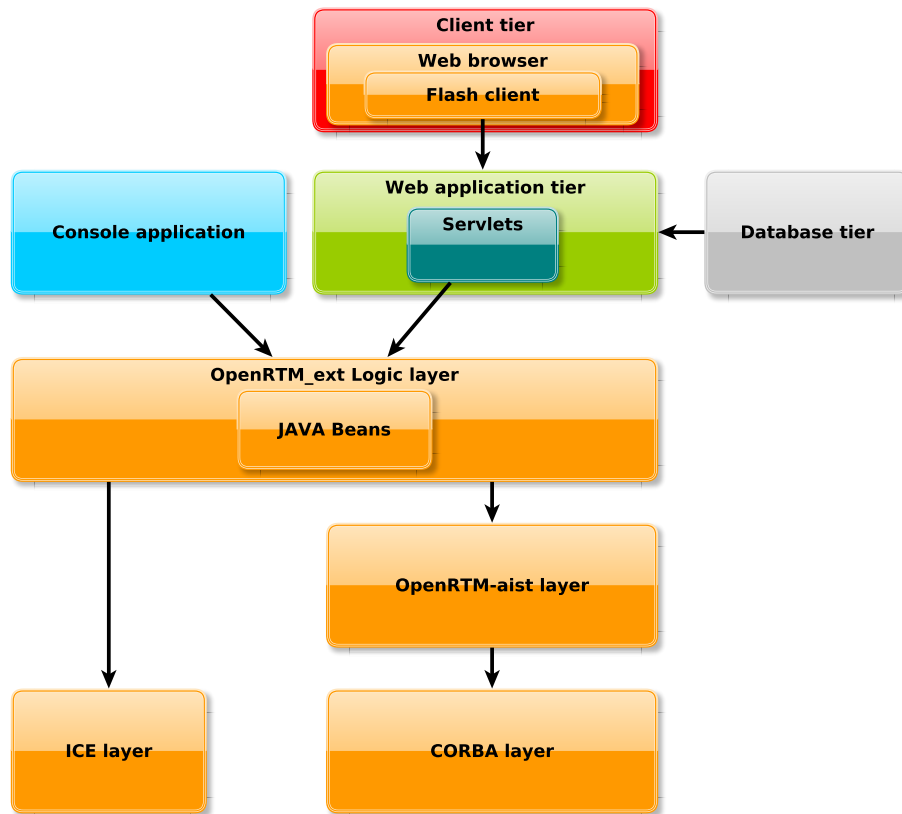 Client tier
Web browser
Flash client
Web application tier
Servlets
Console application
Database tier
OpenRTM_ext Logic layer
JAVA Beans
OpenRTM-aist layer
ICE layer
CORBA layer